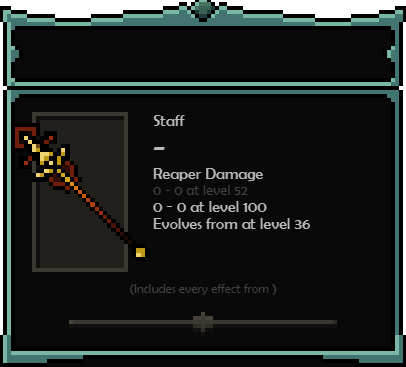 Staff
–
Reaper Damage
0 - 0 at level 52
0 - 0 at level 100
Evolves from at level 36
(Includes every effect from )